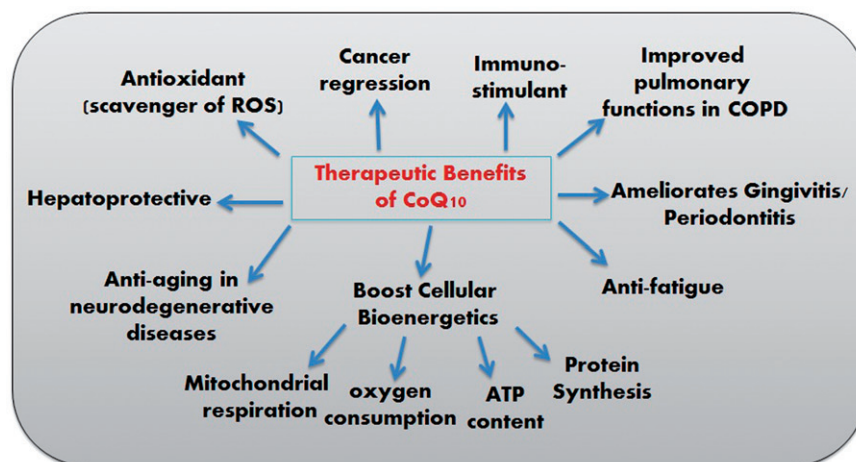 Antioxidant
(scavenger of ROS)
Cancer
regression
Immuno-
stimulant
Improved
pulmonary
functions in COPD
Therapeutic Benefits
of CoQ₁₀
Hepatoprotective
Ameliorates Gingivitis/
Periodontitis
Anti-aging in
neurodegenerative
diseases
Boost Cellular
Bioenergetics
Anti-fatigue
Mitochondrial
respiration
oxygen
consumption
ATP
content
Protein
Synthesis